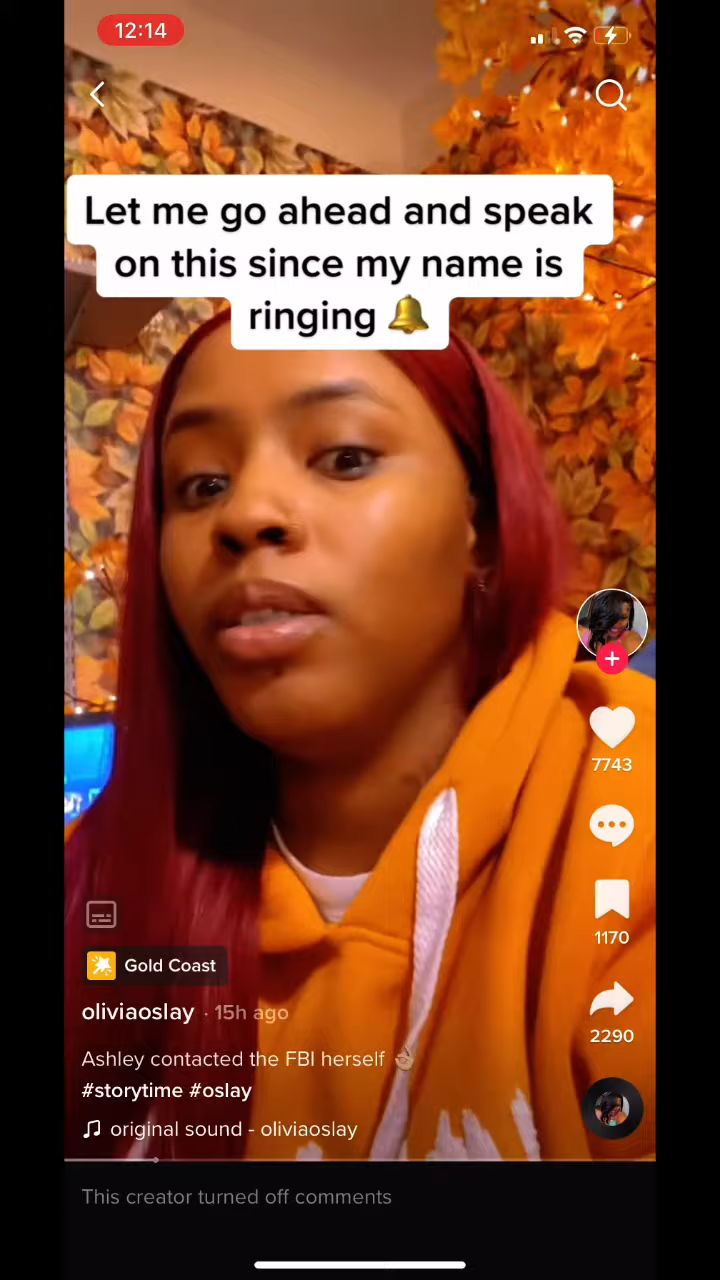 12:14
Let me go ahead and speak
on this since my name is
ringing 🔔
7743
1170
Gold Coast
oliviaoslay · 15h ago
2290
Ashley contacted the FBI herself 👌🏼
#storytime #oslay
original sound - oliviaoslay
This creator turned off comments